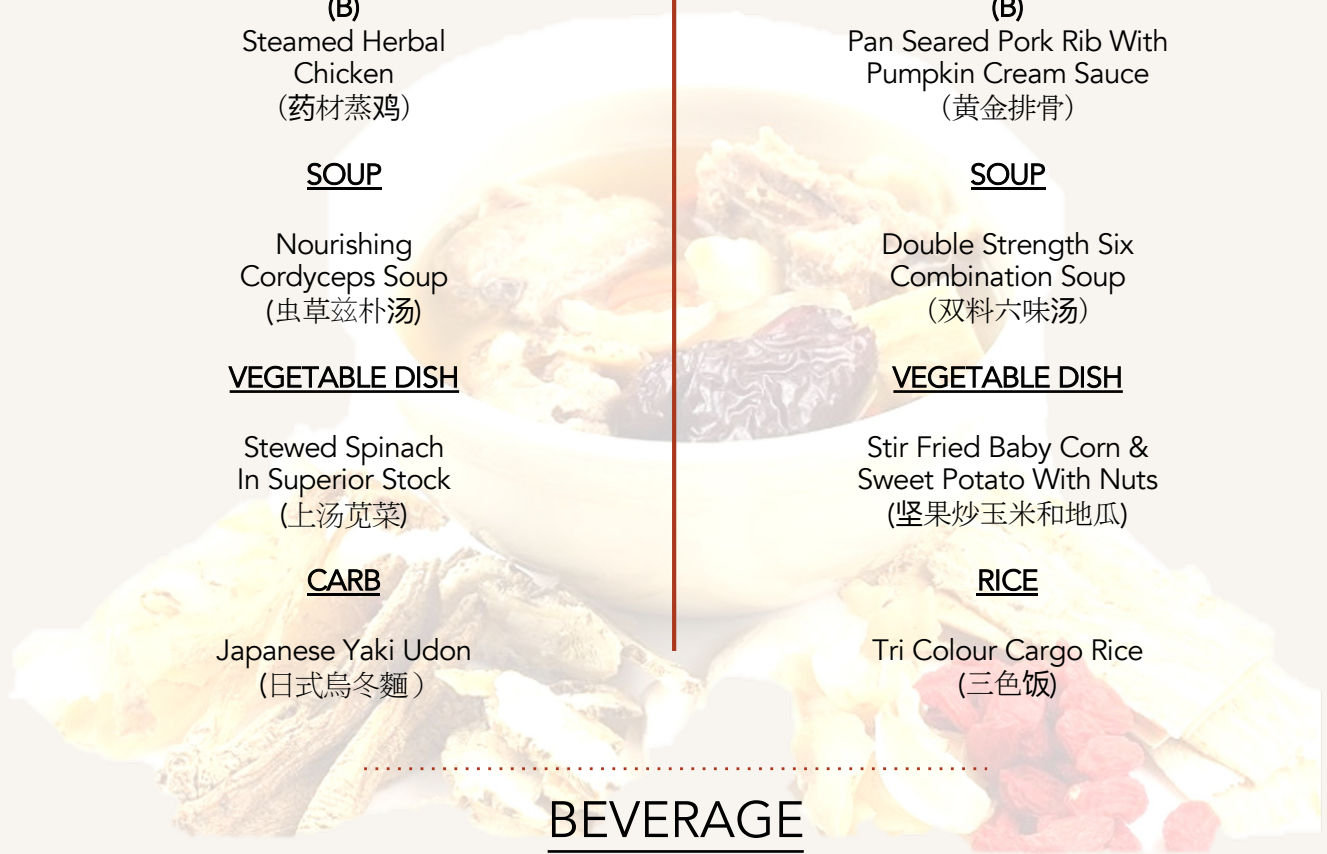 (B)
Steamed Herbal
Chicken
（药材蒸鸡）
SOUP
Nourishing
Cordyceps Soup
(虫草兹朴汤)
VEGETABLE DISH
Stewed Spinach
In Superior Stock
(上汤苋菜)
CARB
Japanese Yaki Udon
(日式烏冬麵）
(B)
Pan Seared Pork Rib With
Pumpkin Cream Sauce
（黄金排骨）
SOUP
Double Strength Six
Combination Soup
（双料六味汤）
VEGETABLE DISH
Stir Fried Baby Corn &
Sweet Potato With Nuts
(坚果炒玉米和地瓜)
RICE
Tri Colour Cargo Rice
(三色饭)
BEVERAGE